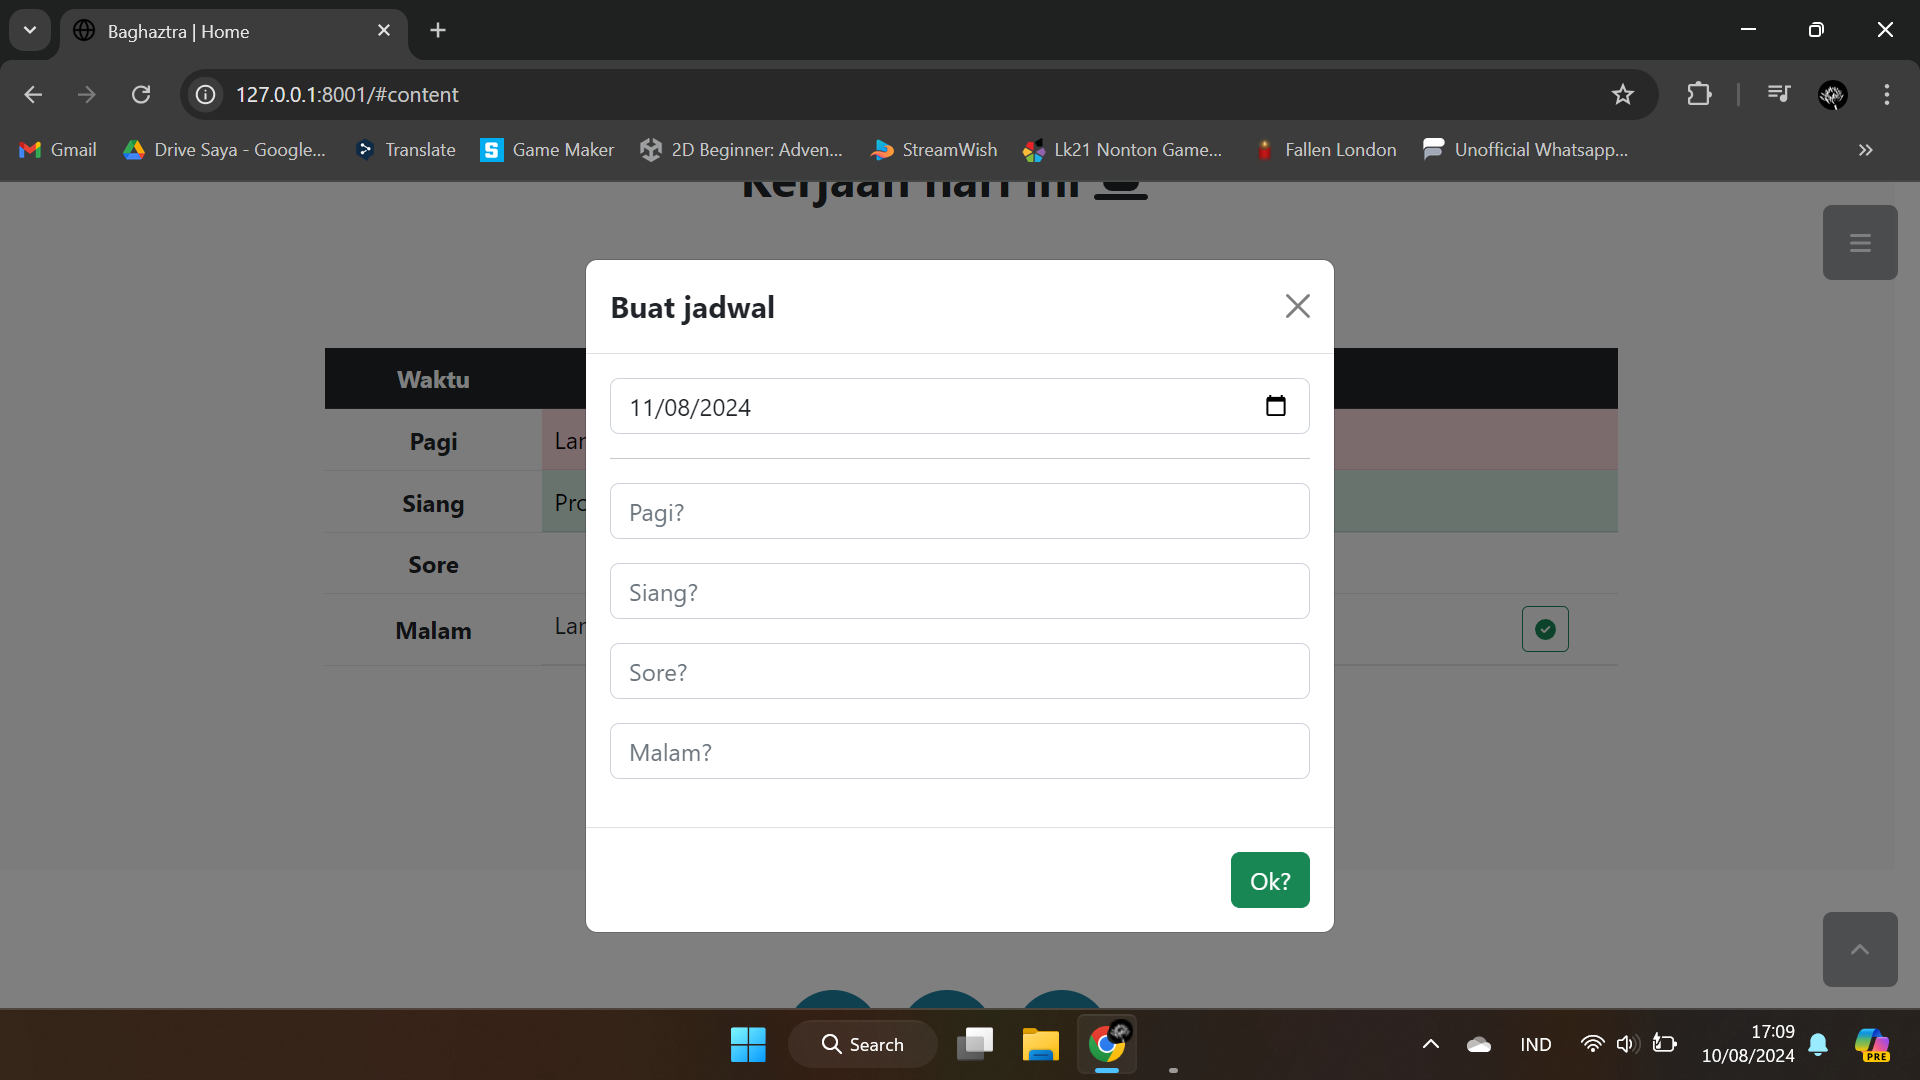 Baghaztra | Home
127.0.0.1:8001/#content
Gmail
Drive Saya - Google...
Translate
S
Game Maker
2D Beginner: Adven...
StreamWish
Lk21 Nonton Game...
Fallen London
Unofficial Whatsapp...
Kerjaan hari ini
Buat jadwal
Waktu
11/08/2024
Pagi
Lar
Siang
Pro
Pagi?
Sore
Siang?
Malam
Lar
Sore?
Malam?
Ok?
Search
IND
17:09
10/08/2024
PRE